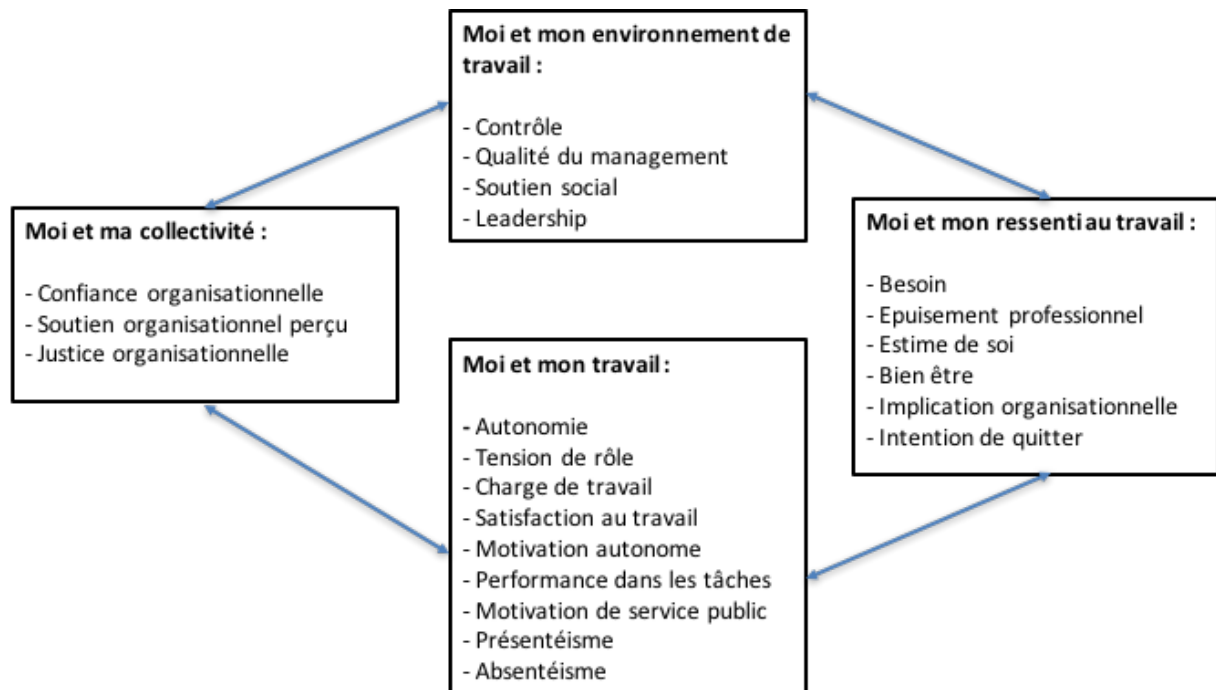 Moi et mon environnement de
travail :
- Contrôle
- Qualité du management
- Soutien social
- Leadership
Moi et ma collectivité :
- Confiance organisationnelle
- Soutien organisationnel perçu
- Justice organisationnelle
Moi et mon ressenti au travail :
- Besoin
- Epuisement professionnel
- Estime de soi
- Bien être
- Implication organisationnelle
- Intention de quitter
Moi et mon travail :
- Autonomie
- Tension de rôle
- Charge de travail
- Satisfaction au travail
- Motivation autonome
- Performance dans les tâches
- Motivation de service public
- Présentéisme
- Absentéisme